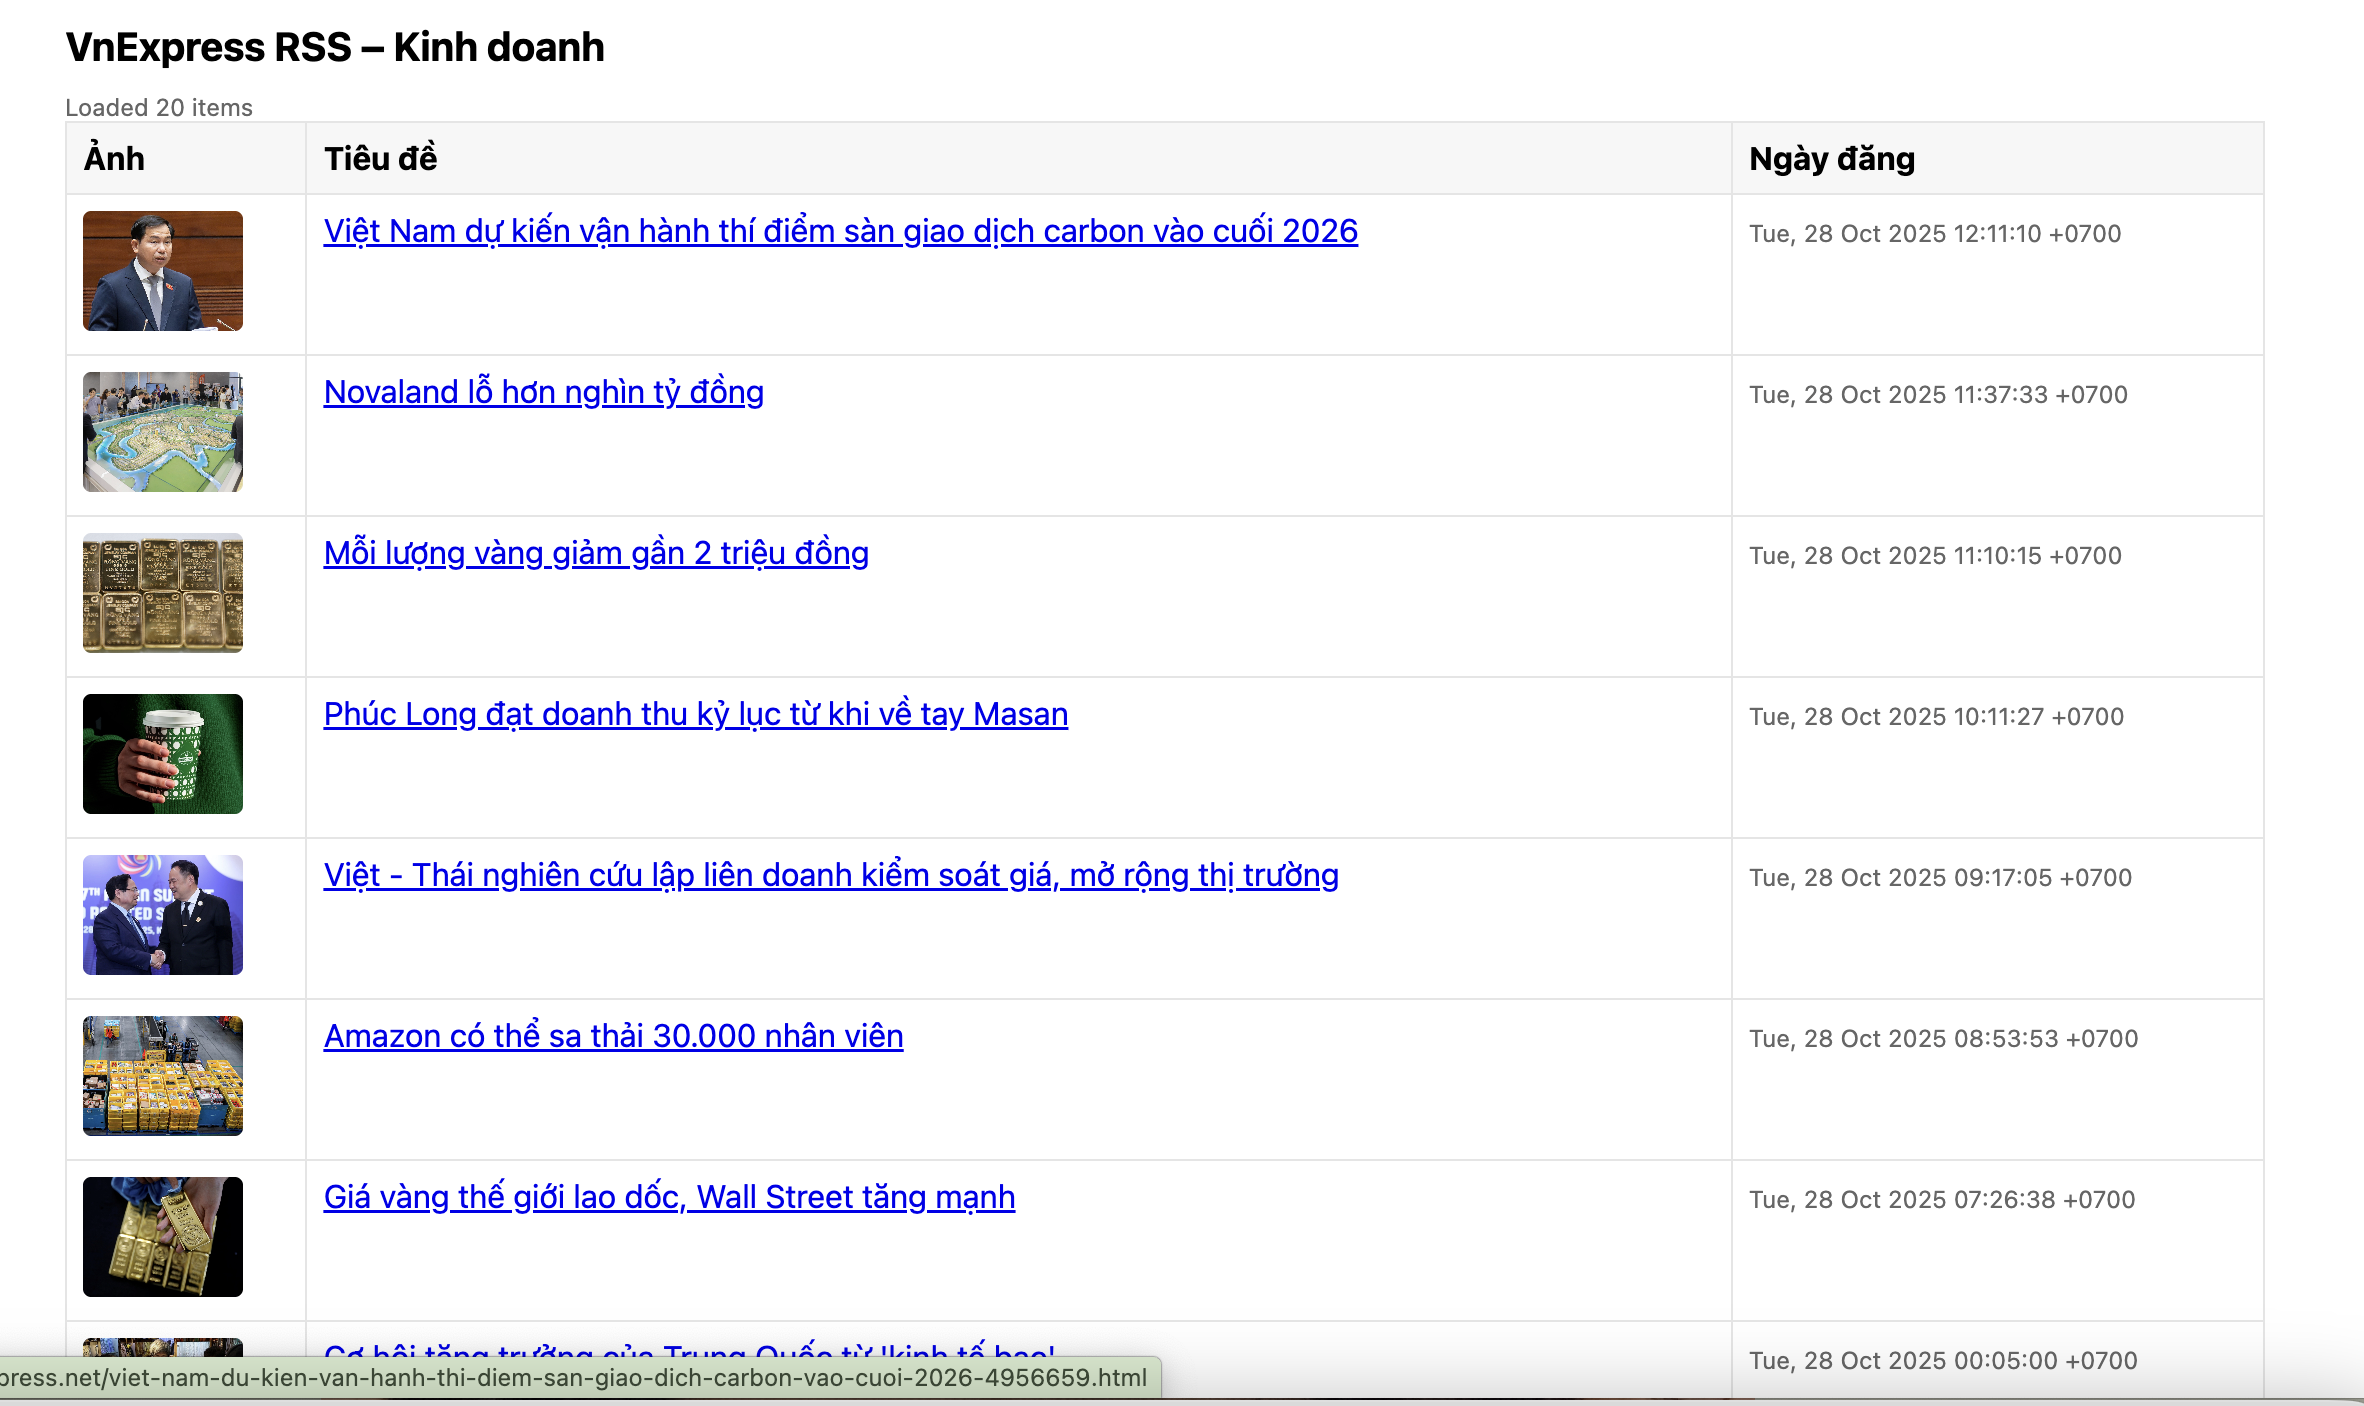 VnExpress RSS – Kinh doanh
Loaded 20 items
Ảnh Tiêu đề Ngày đăng
Việt Nam dự kiến vận hành thí điểm sàn giao dịch carbon vào cuối 2026 Tue, 28 Oct 2025 12:11:10 +0700
Novaland lỗ hơn nghìn tỷ đồng Tue, 28 Oct 2025 11:37:33 +0700
Mỗi lượng vàng giảm gần 2 triệu đồng Tue, 28 Oct 2025 11:10:15 +0700
Phúc Long đạt doanh thu kỷ lục từ khi về tay Masan Tue, 28 Oct 2025 10:11:27 +0700
Việt - Thái nghiên cứu lập liên doanh kiểm soát giá, mở rộng thị trường Tue, 28 Oct 2025 09:17:05 +0700
Amazon có thể sa thải 30.000 nhân viên Tue, 28 Oct 2025 08:53:53 +0700
Giá vàng thế giới lao dốc, Wall Street tăng mạnh Tue, 28 Oct 2025 07:26:38 +0700
Cơ hội tăng trưởng của Trung Quốc từ 'kinh tế bao' Tue, 28 Oct 2025 00:05:00 +0700
press.net/viet-nam-du-kien-van-hanh-thi-diem-san-giao-dich-carbon-vao-cuoi-2026-4956659.html